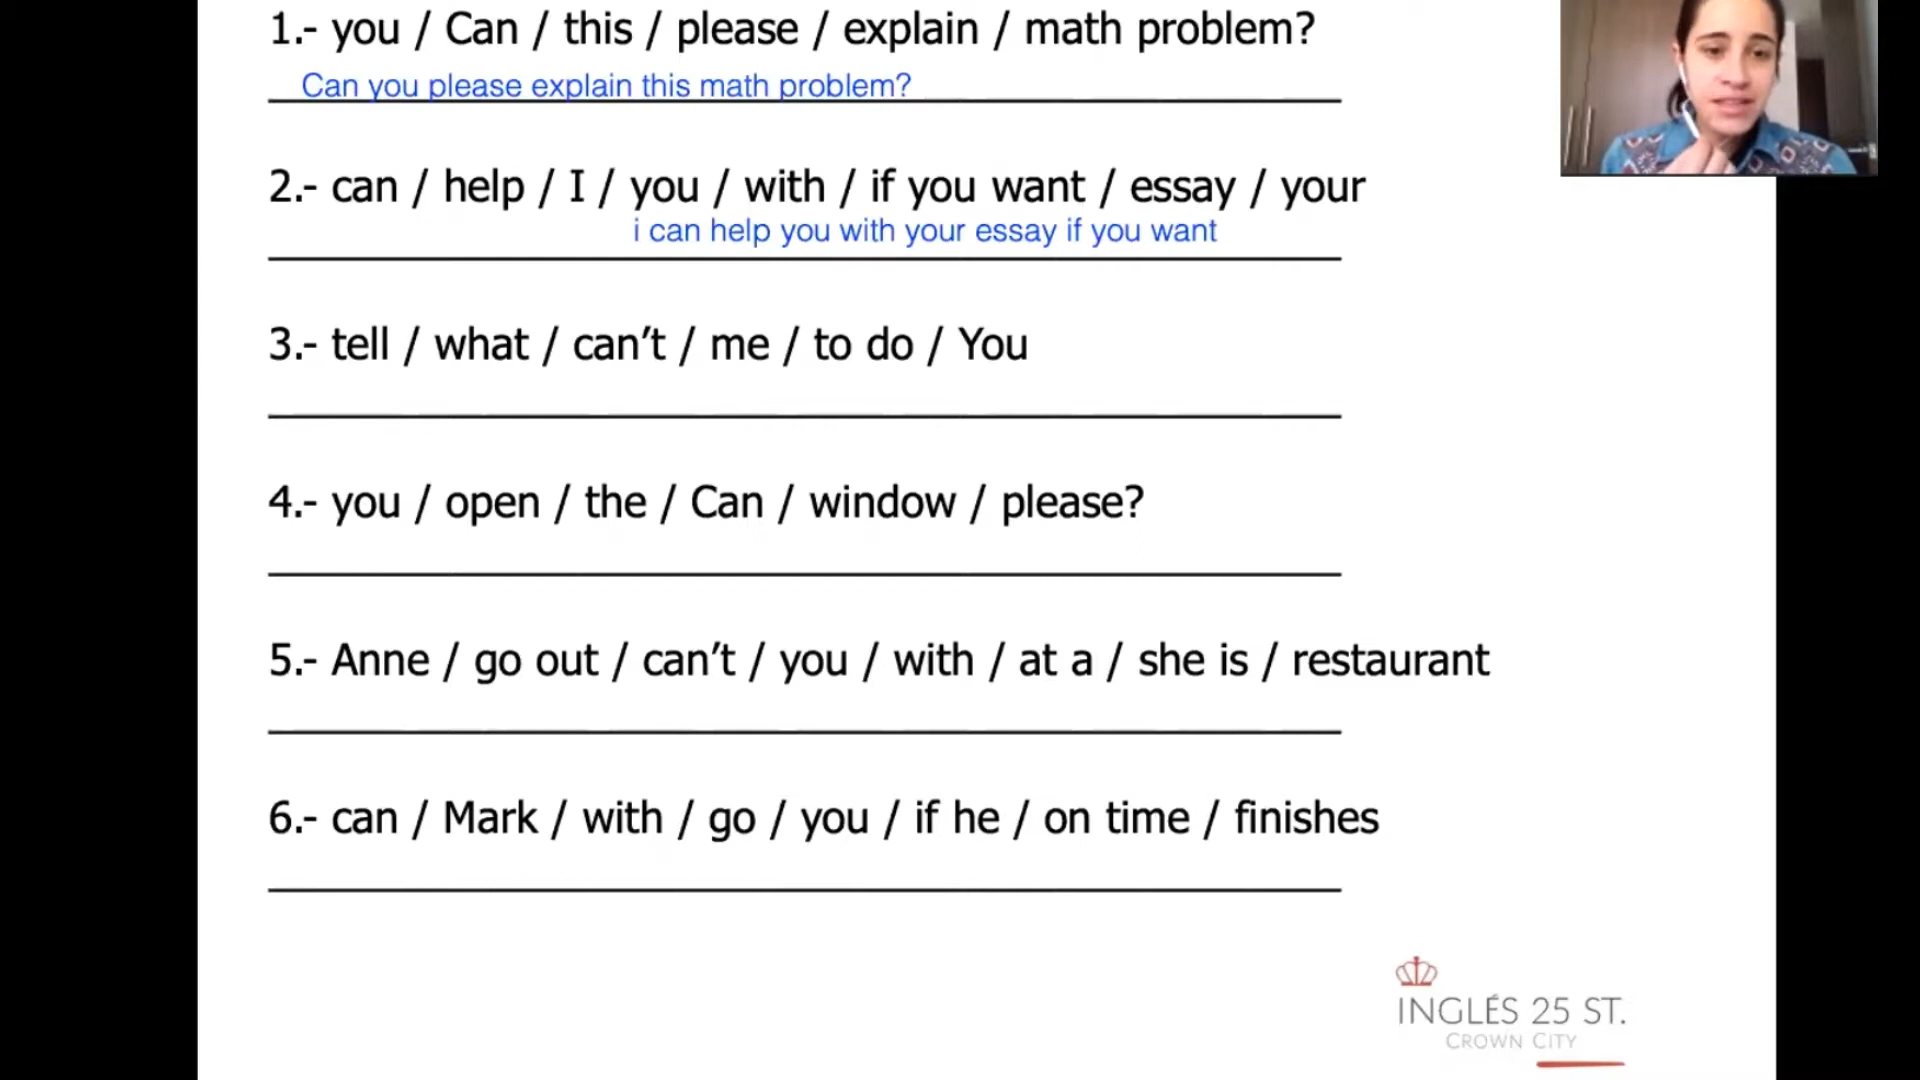 1.- you / Can / this / please / explain / math problem?
Can you please explain this math problem?
2.- can / help / I / you / with / if you want / essay / your
i can help you with your essay if you want
3.- tell / what / can’t / me / to do / You
4.- you / open / the / Can / window / please?
5.- Anne / go out / can’t / you / with / at a / she is / restaurant
6.- can / Mark / with / go / you / if he / on time / finishes
INGLÉS 25 ST.
CROWN CITY